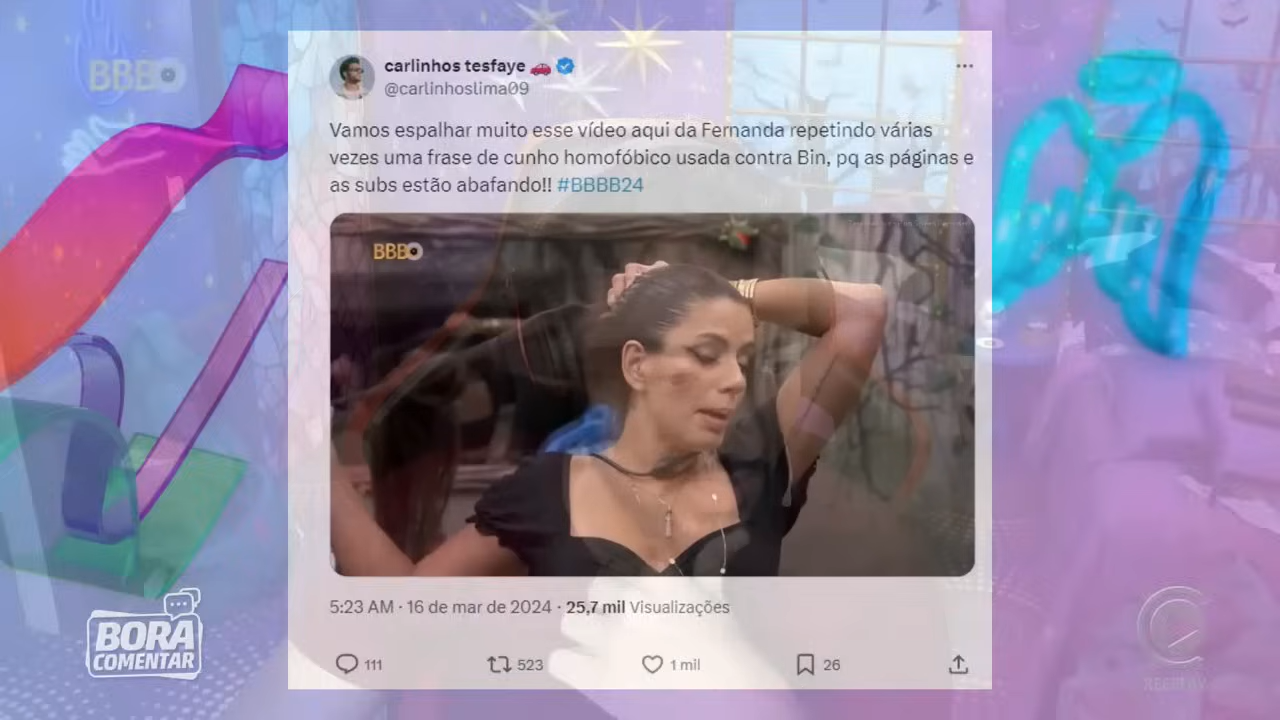 BBB
carlinhos tesfaye 🚗
@carlinhoslima09
Vamos espalhar muito esse vídeo aqui da Fernanda repetindo várias
vezes uma frase de cunho homofóbico usada contra Bin, pq as páginas e
as subs estão abafando!! #BBBB24
BBB
5:23 AM · 16 de mar de 2024 · 25,7 mil Visualizações
111
523
1 mil
26
BORA
COMENTAR